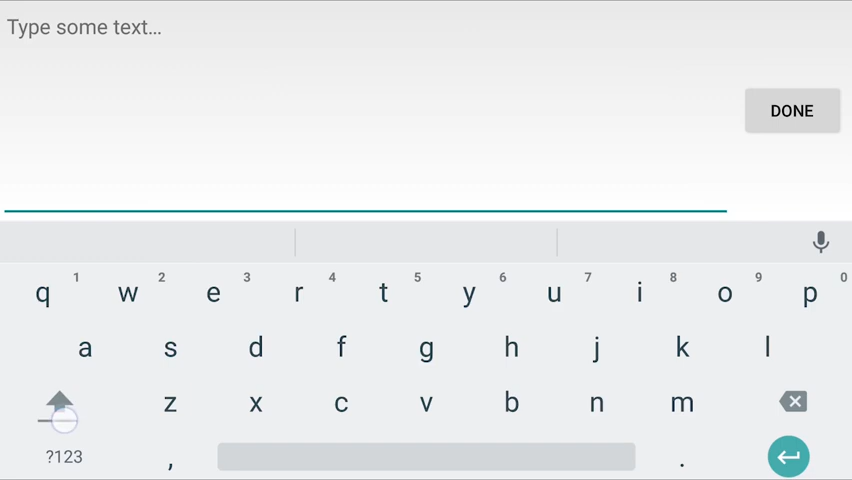 Type some text...
DONE
1 2 3 4 5 6 7 8 9 0
q w e r t y u i o p
a s d f g h j k l
z x c v b n m
?123 , .